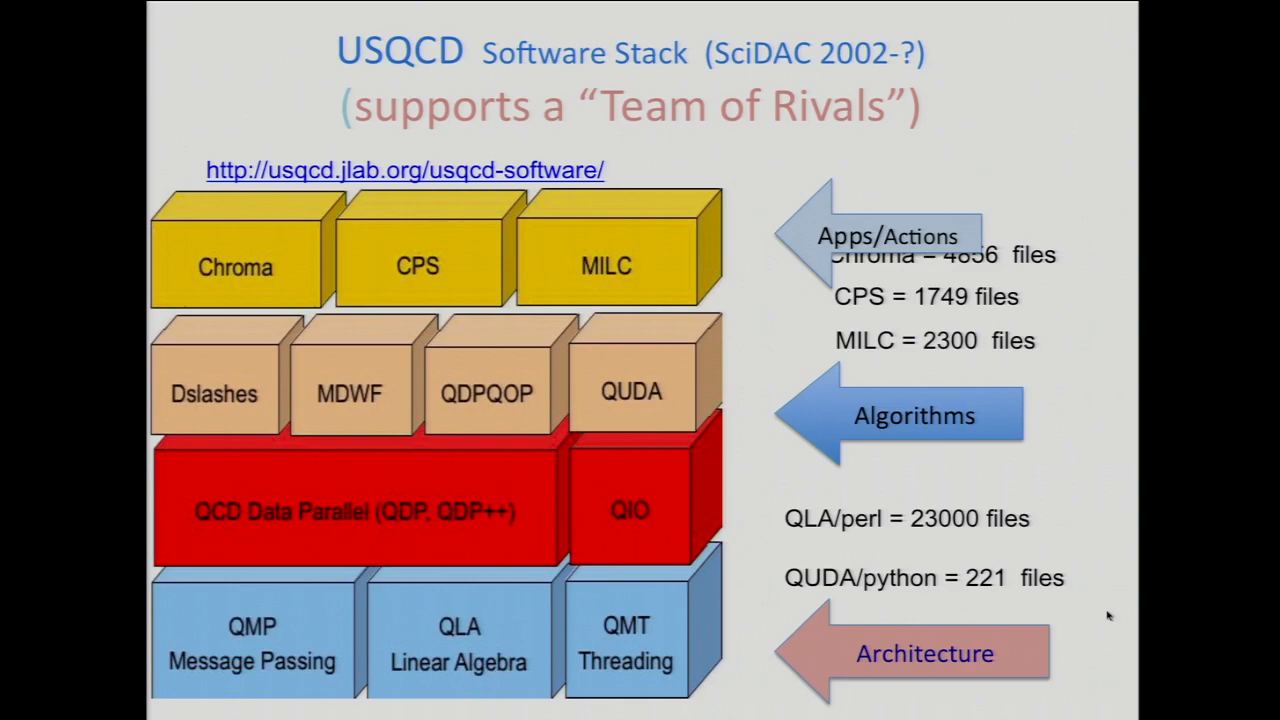 USQCD Software Stack (SciDAC 2002-?)
(supports a “Team of Rivals”)
http://usqcd.jlab.org/usqcd-software/
Chroma
CPS
MILC
Apps/Actions
Chroma = 4856 files
CPS = 1749 files
MILC = 2300 files
Dslashes
MDWF
QDPQOP
QUDA
Algorithms
QCD Data Parallel (QDP, QDP++)
QIO
QLA/perl = 23000 files
QUDA/python = 221 files
QMP
Message Passing
QLA
Linear Algebra
QMT
Threading
Architecture